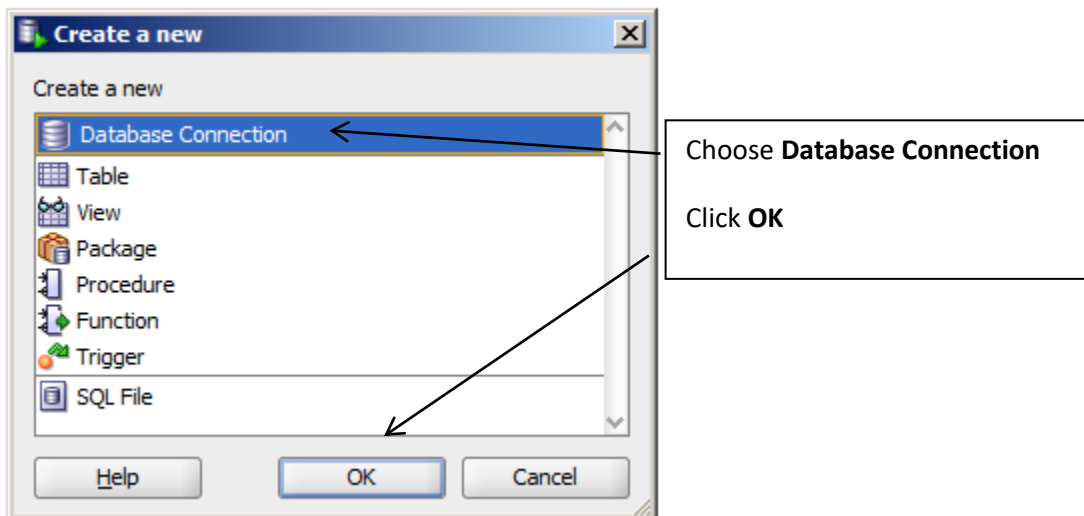 Create a new
Create a new
Database Connection
Table
View
Package
Procedure
Function
Trigger
SQL File
Help
OK
Cancel
Choose Database Connection
Click OK